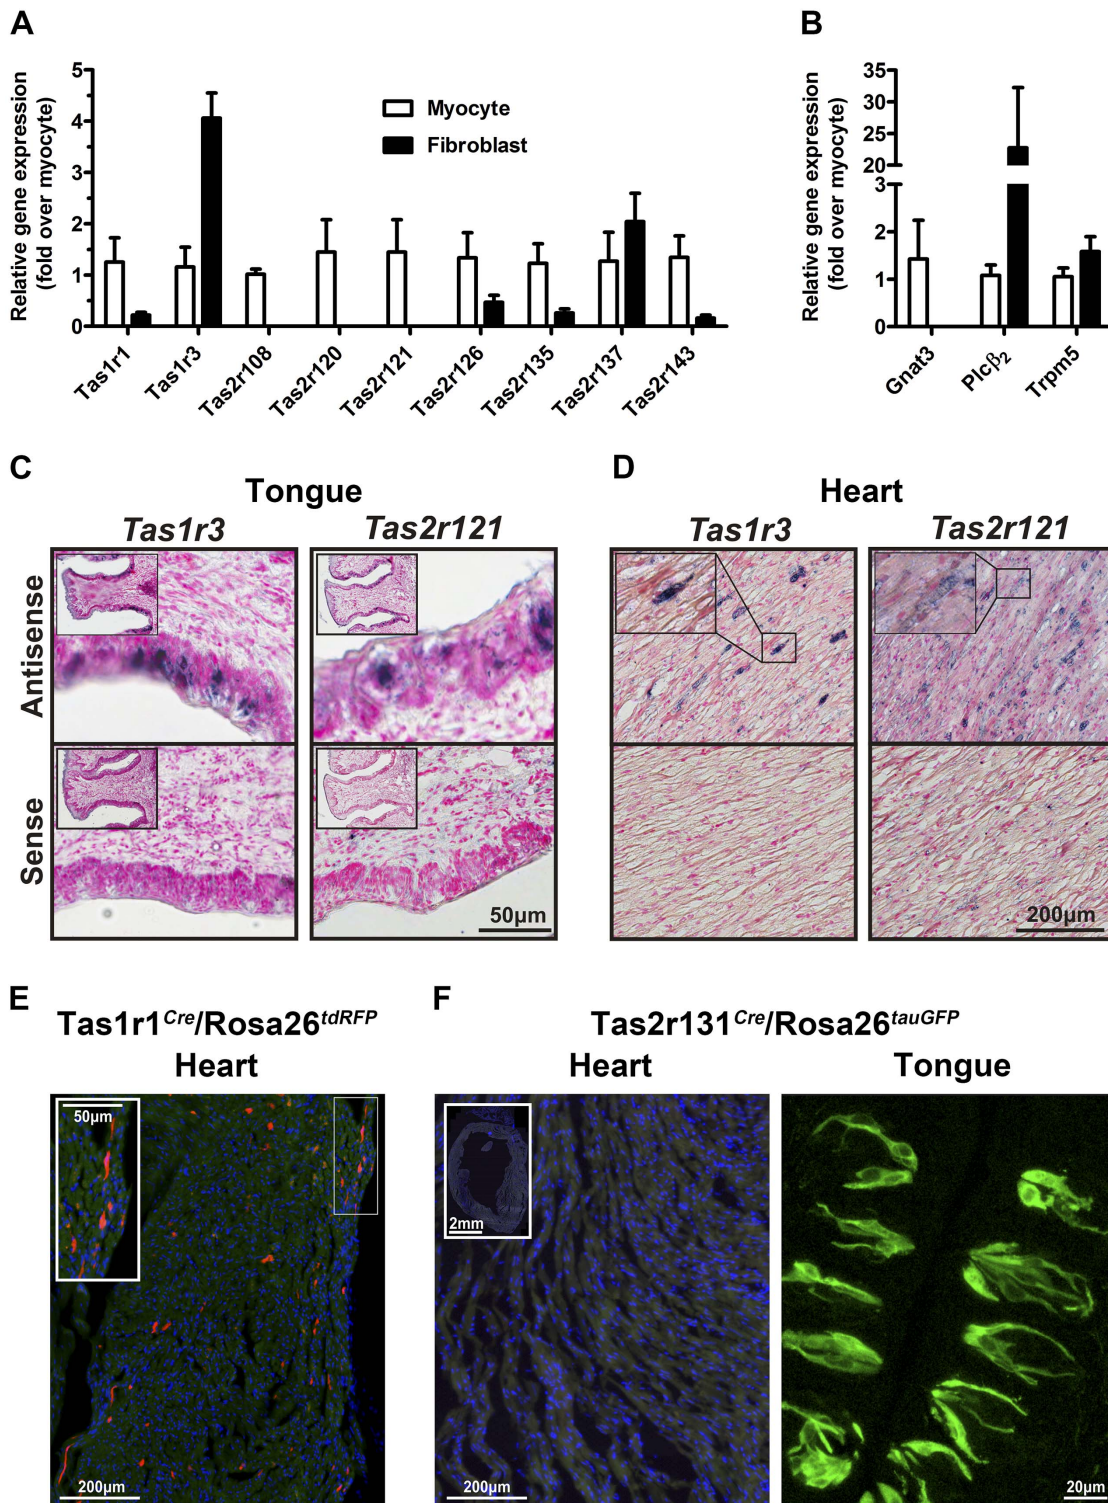 A
Relative gene expression
(fold over myocyte)
5
4
3
2
1
0
Myocyte
Fibroblast
Tas1r1
Tas1r3
Tas2r108
Tas2r120
Tas2r121
Tas2r126
Tas2r135
Tas2r137
Tas2r143
B
Relative gene expression
(fold over myocyte)
35
30
25
20
3
2
1
0
Gnat3
Plcβ₂
Trpm5
C
Tongue
Tas1r3
Tas2r121
Antisense
Sense
50µm
D
Heart
Tas1r3
Tas2r121
200µm
E
Tas1r1Cre/Rosa26tdRFP
Heart
50µm
200µm
F
Tas2r131Cre/Rosa26tauGFP
Heart
Tongue
2mm
200µm
20µm